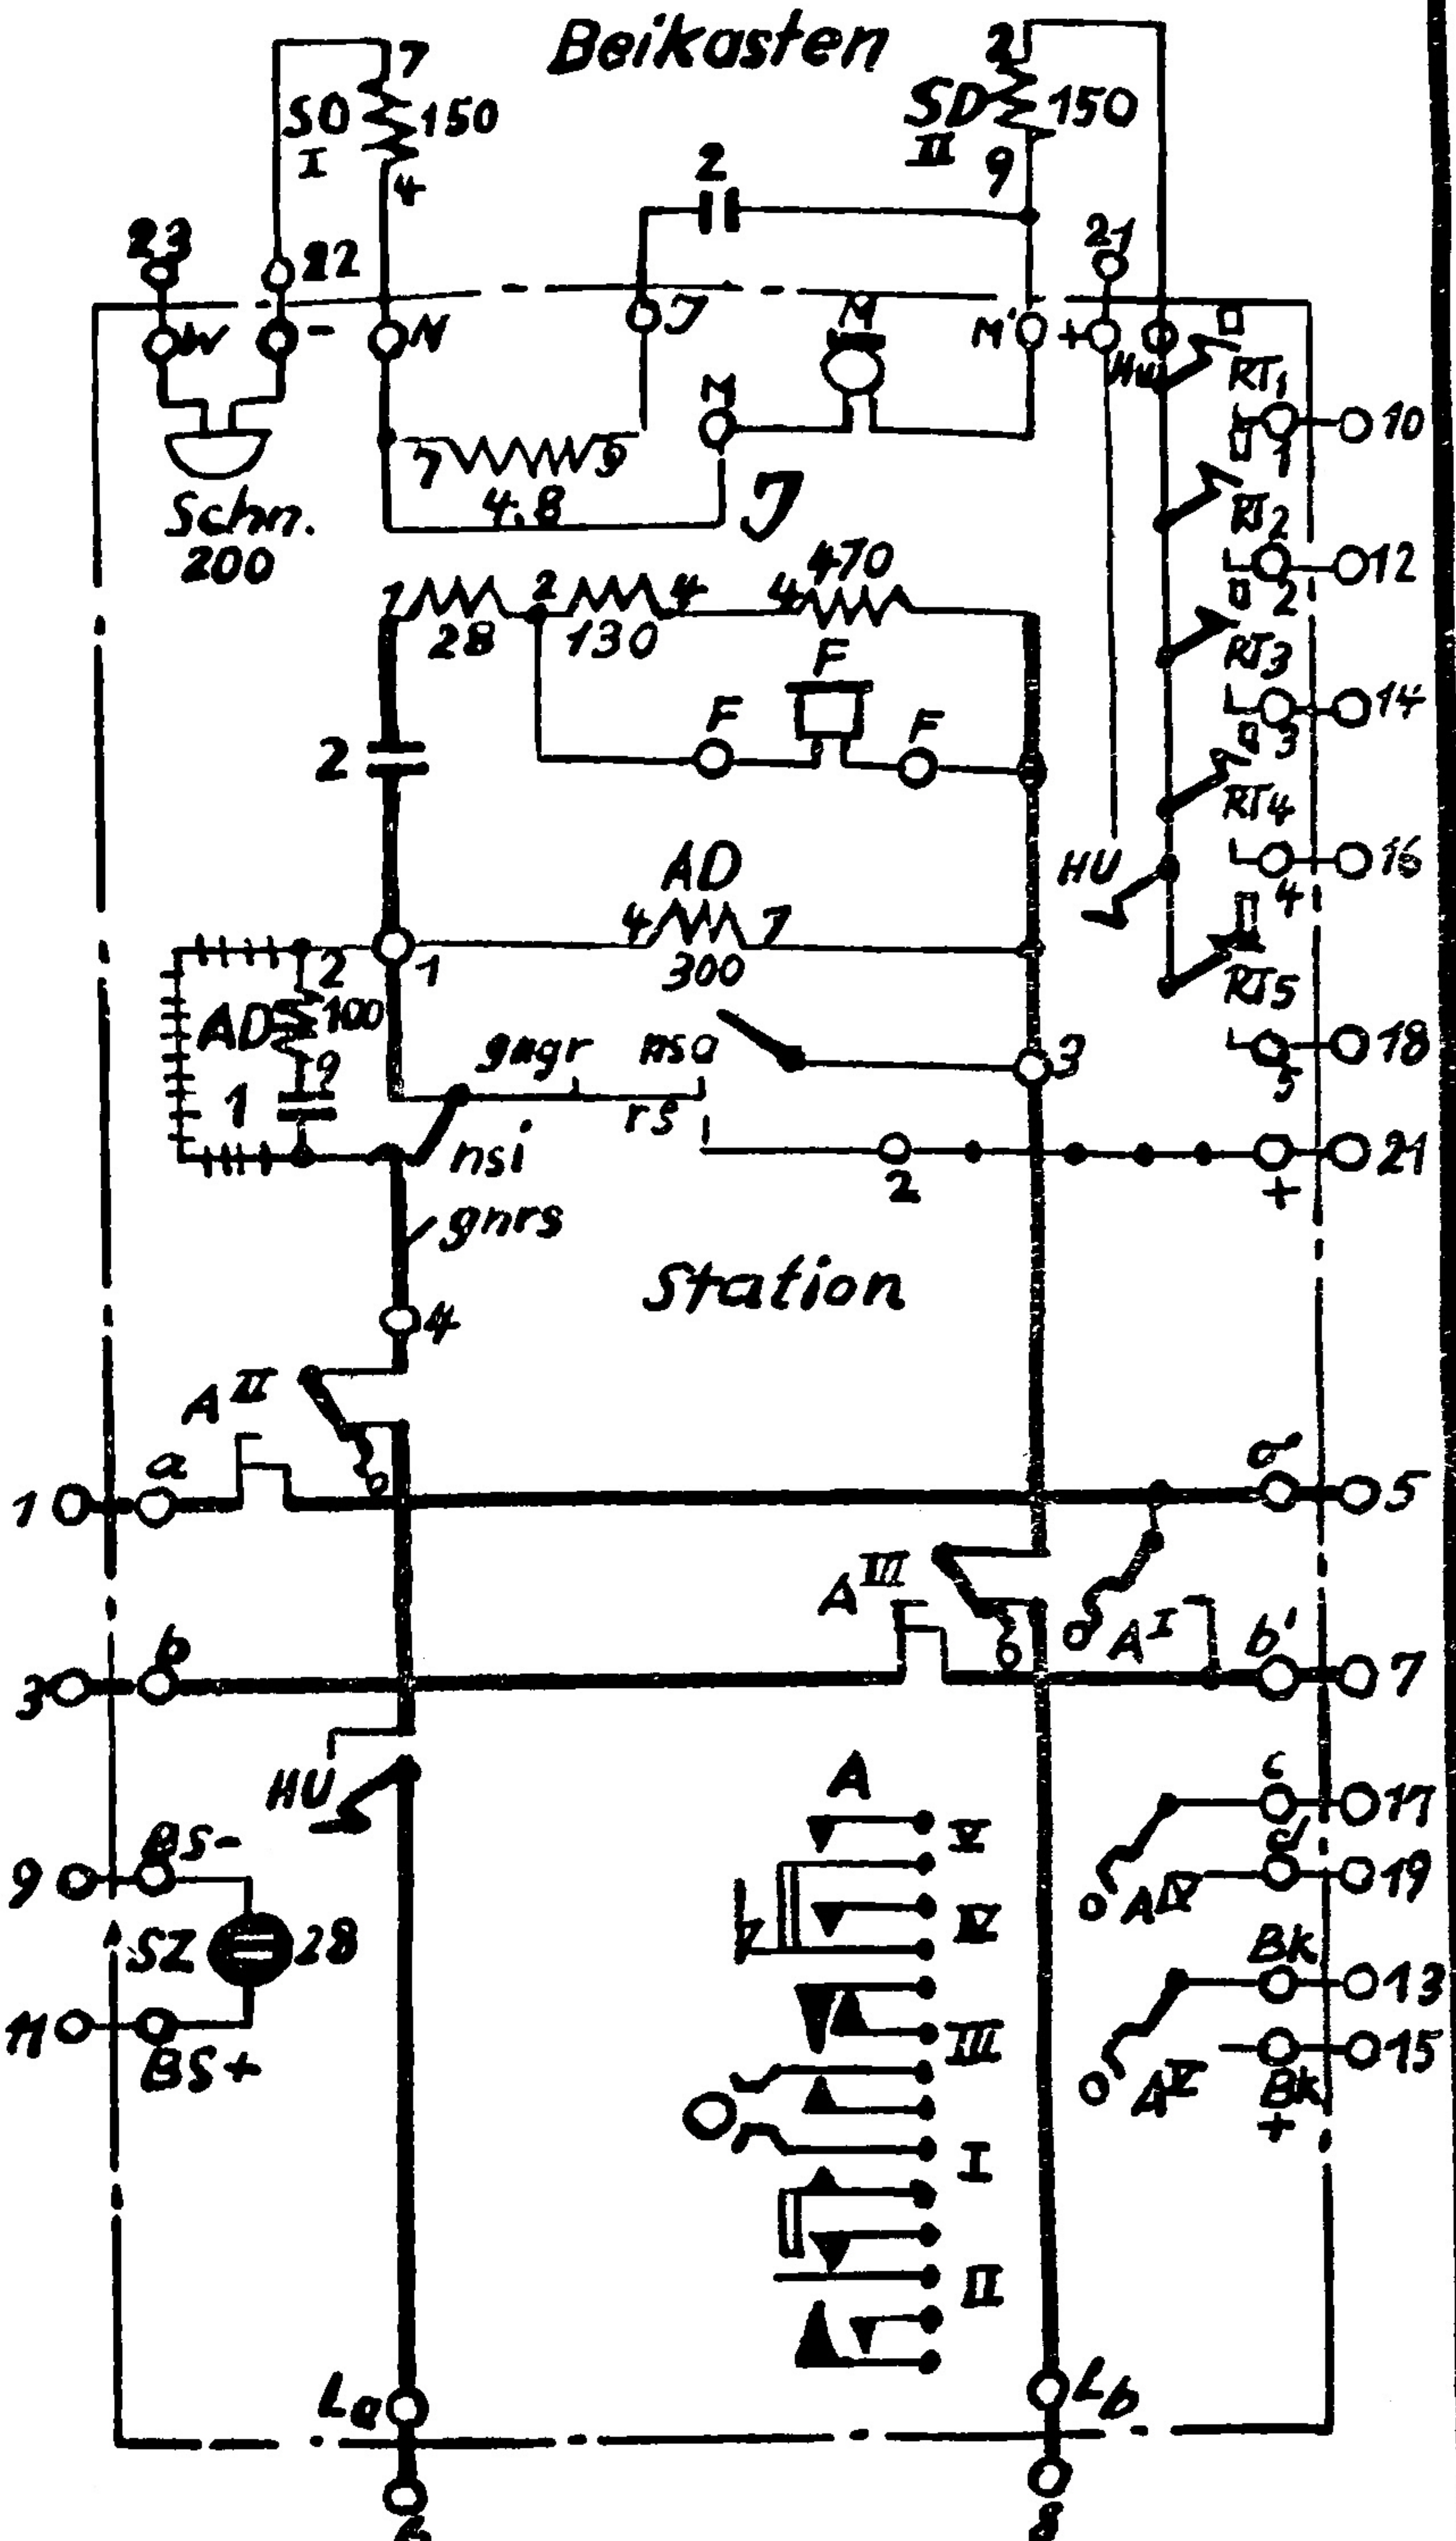 Beikasten
7
SD
I
150
4
2
SD
II
150
9
2
23
22
21
W
-
N
J
M
M'
+
Hu
RT1
1
10
M
7
9
4,8
J
Schn.
200
RT2
2
12
1
28
2
130
4
4
470
RT3
3
14
F
F
F
2
RT4
4
16
HU
AD
4
7
300
1
2
AD
100
9
1
RT5
5
18
gngr
nsa
3
rs
nsi
2
+
21
gnrs
Station
4
A II
1
a
a'
5
A III
A I
3
b
b'
7
HU
A
c
17
V
9
BS-
d
19
A IV
IV
SZ
28
Bk
13
III
11
BS+
A V
Bk
+
15
I
II
La
Lb
6
8